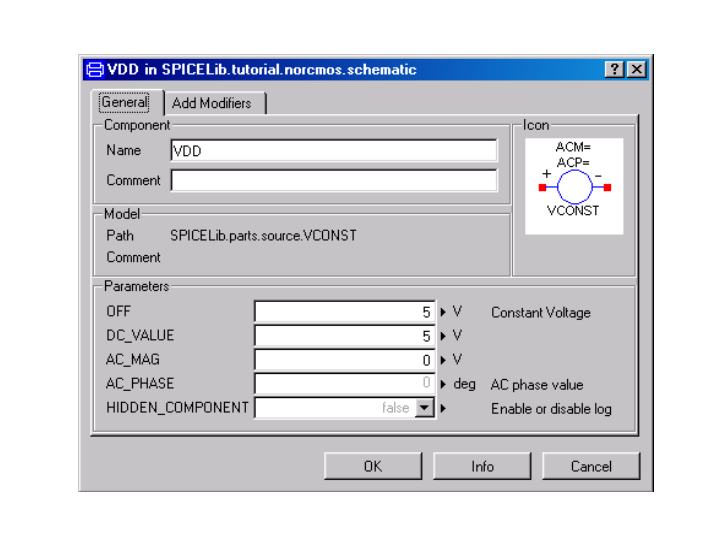 VDD in SPICELib.tutorial.norcmos.schematic
General Add Modifiers
Component
Name VDD
Comment
Icon
ACM=
ACP=
+ -
VCONST
Model
Path SPICELib.parts.source.VCONST
Comment
Parameters
OFF 5 V Constant Voltage
DC_VALUE 5 V
AC_MAG 0 V
AC_PHASE 0 deg AC phase value
HIDDEN_COMPONENT false Enable or disable log
OK Info Cancel